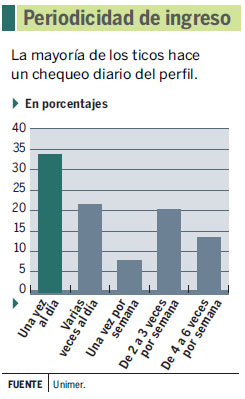 Periodicidad de ingreso
La mayoría de los ticos hace
un chequeo diario del perfil.
En porcentajes
40
35
30
25
20
15
10
5
0
Una vez
al día
Varias
veces al día
Una vez por
semana
De 2 a 3 veces
por semana
De 4 a 6 veces
por semana
FUENTE Unimer.